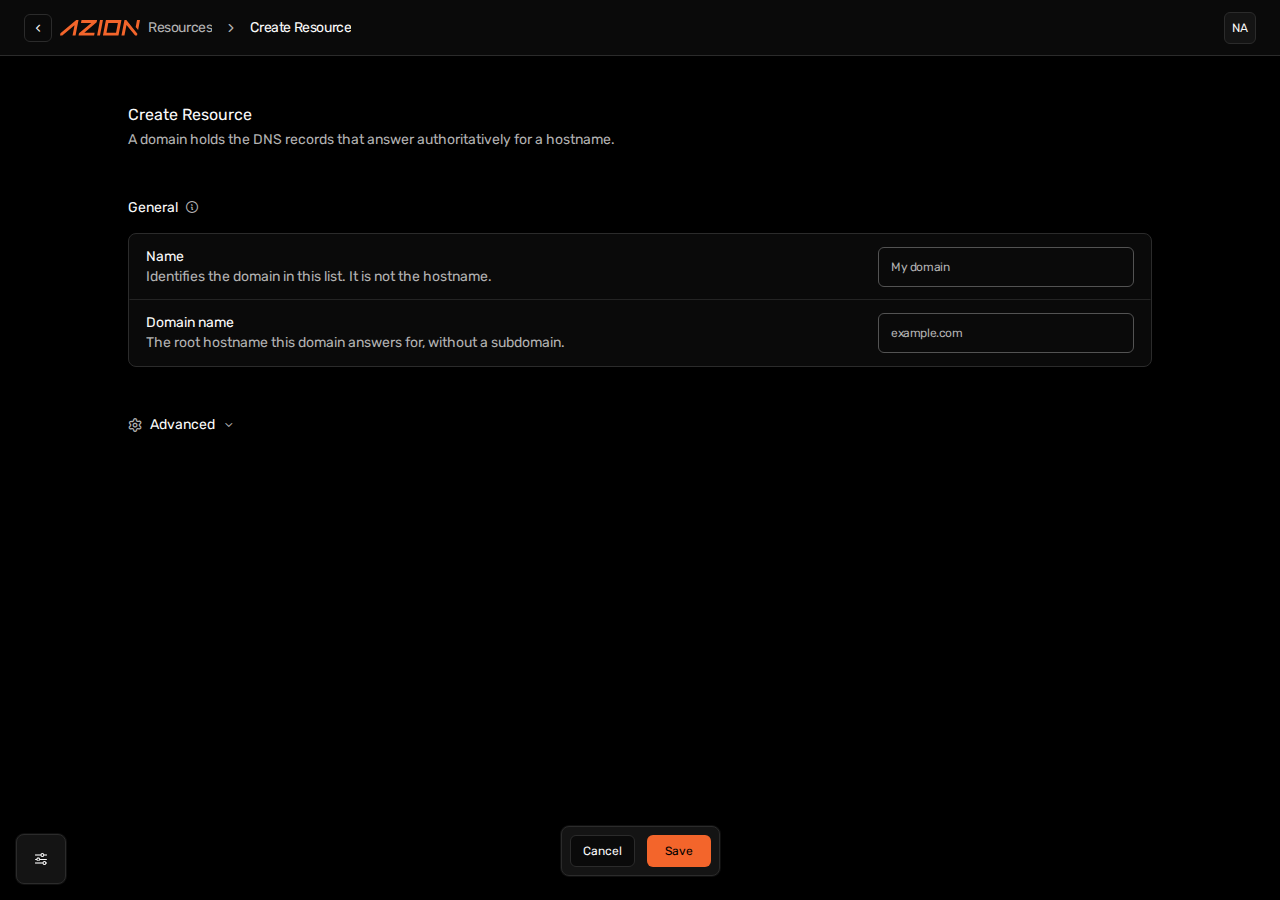 AZION Resources Create Resource NA
Create Resource
A domain holds the DNS records that answer authoritatively for a hostname.
General
Name
Identifies the domain in this list. It is not the hostname.
My domain
Domain name
The root hostname this domain answers for, without a subdomain.
example.com
Advanced
Cancel Save